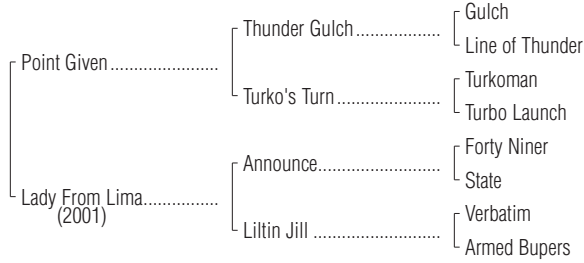 Gulch
Thunder Gulch ..................
Line of Thunder
Point Given .......................
Turkoman
Turko's Turn ......................
Turbo Launch
Forty Niner
Announce..........................
State
Lady From Lima................
(2001)
Verbatim
Liltin Jill ...........................
Armed Bupers